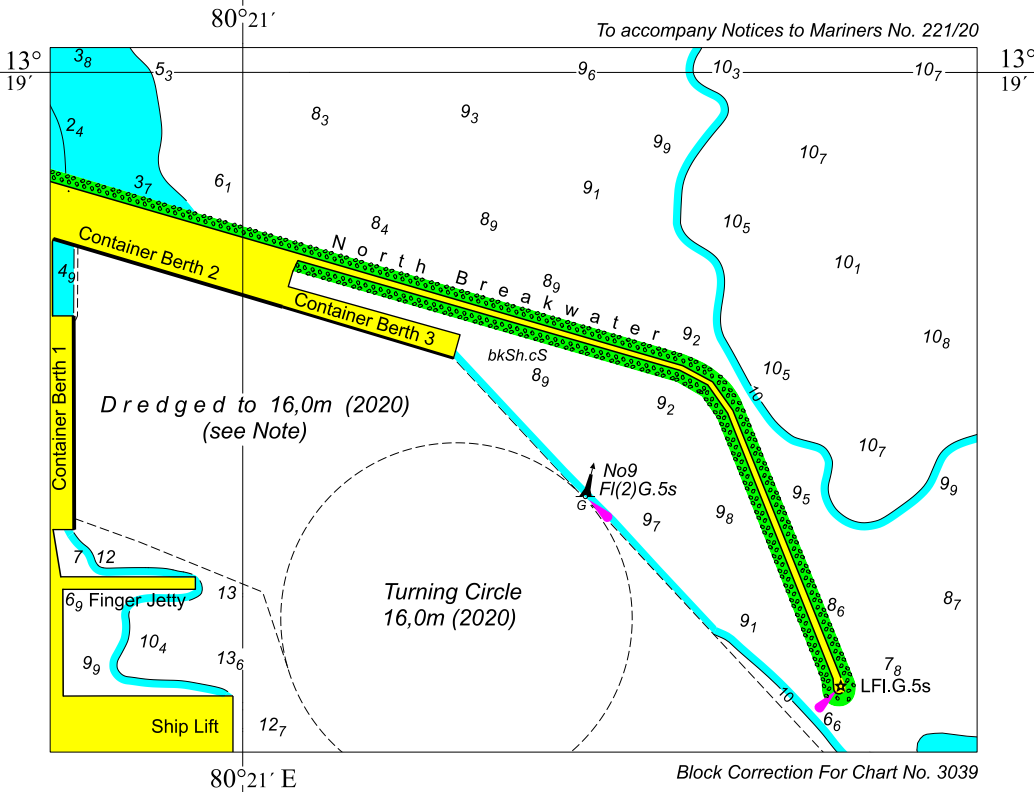 80°21′
To accompany Notices to Mariners No. 221/20
13°
19′
13°
19′
3₈
5₃
9₆
10₃
10₇
2₄
8₃
9₃
9₉
10₇
3₇
6₁
9₁
8₄
8₉
10₅
Container Berth 2
North Breakwater
10₁
4₉
8₉
Container Berth 3
9₂
10₈
bkSh.cS
8₉
10₅
10
Container Berth 1
Dredged to 16,0m (2020)
(see Note)
9₂
10₇
No9
Fl(2)G.5s
G
9₇
9₈
9₅
9₉
7
12
13
6₉
Finger Jetty
Turning Circle
16,0m (2020)
8₆
8₇
9₁
10₄
9₉
13₆
7₈
LFl.G.5s
10
6₆
Ship Lift
12₇
80°21′ E
Block Correction For Chart No. 3039